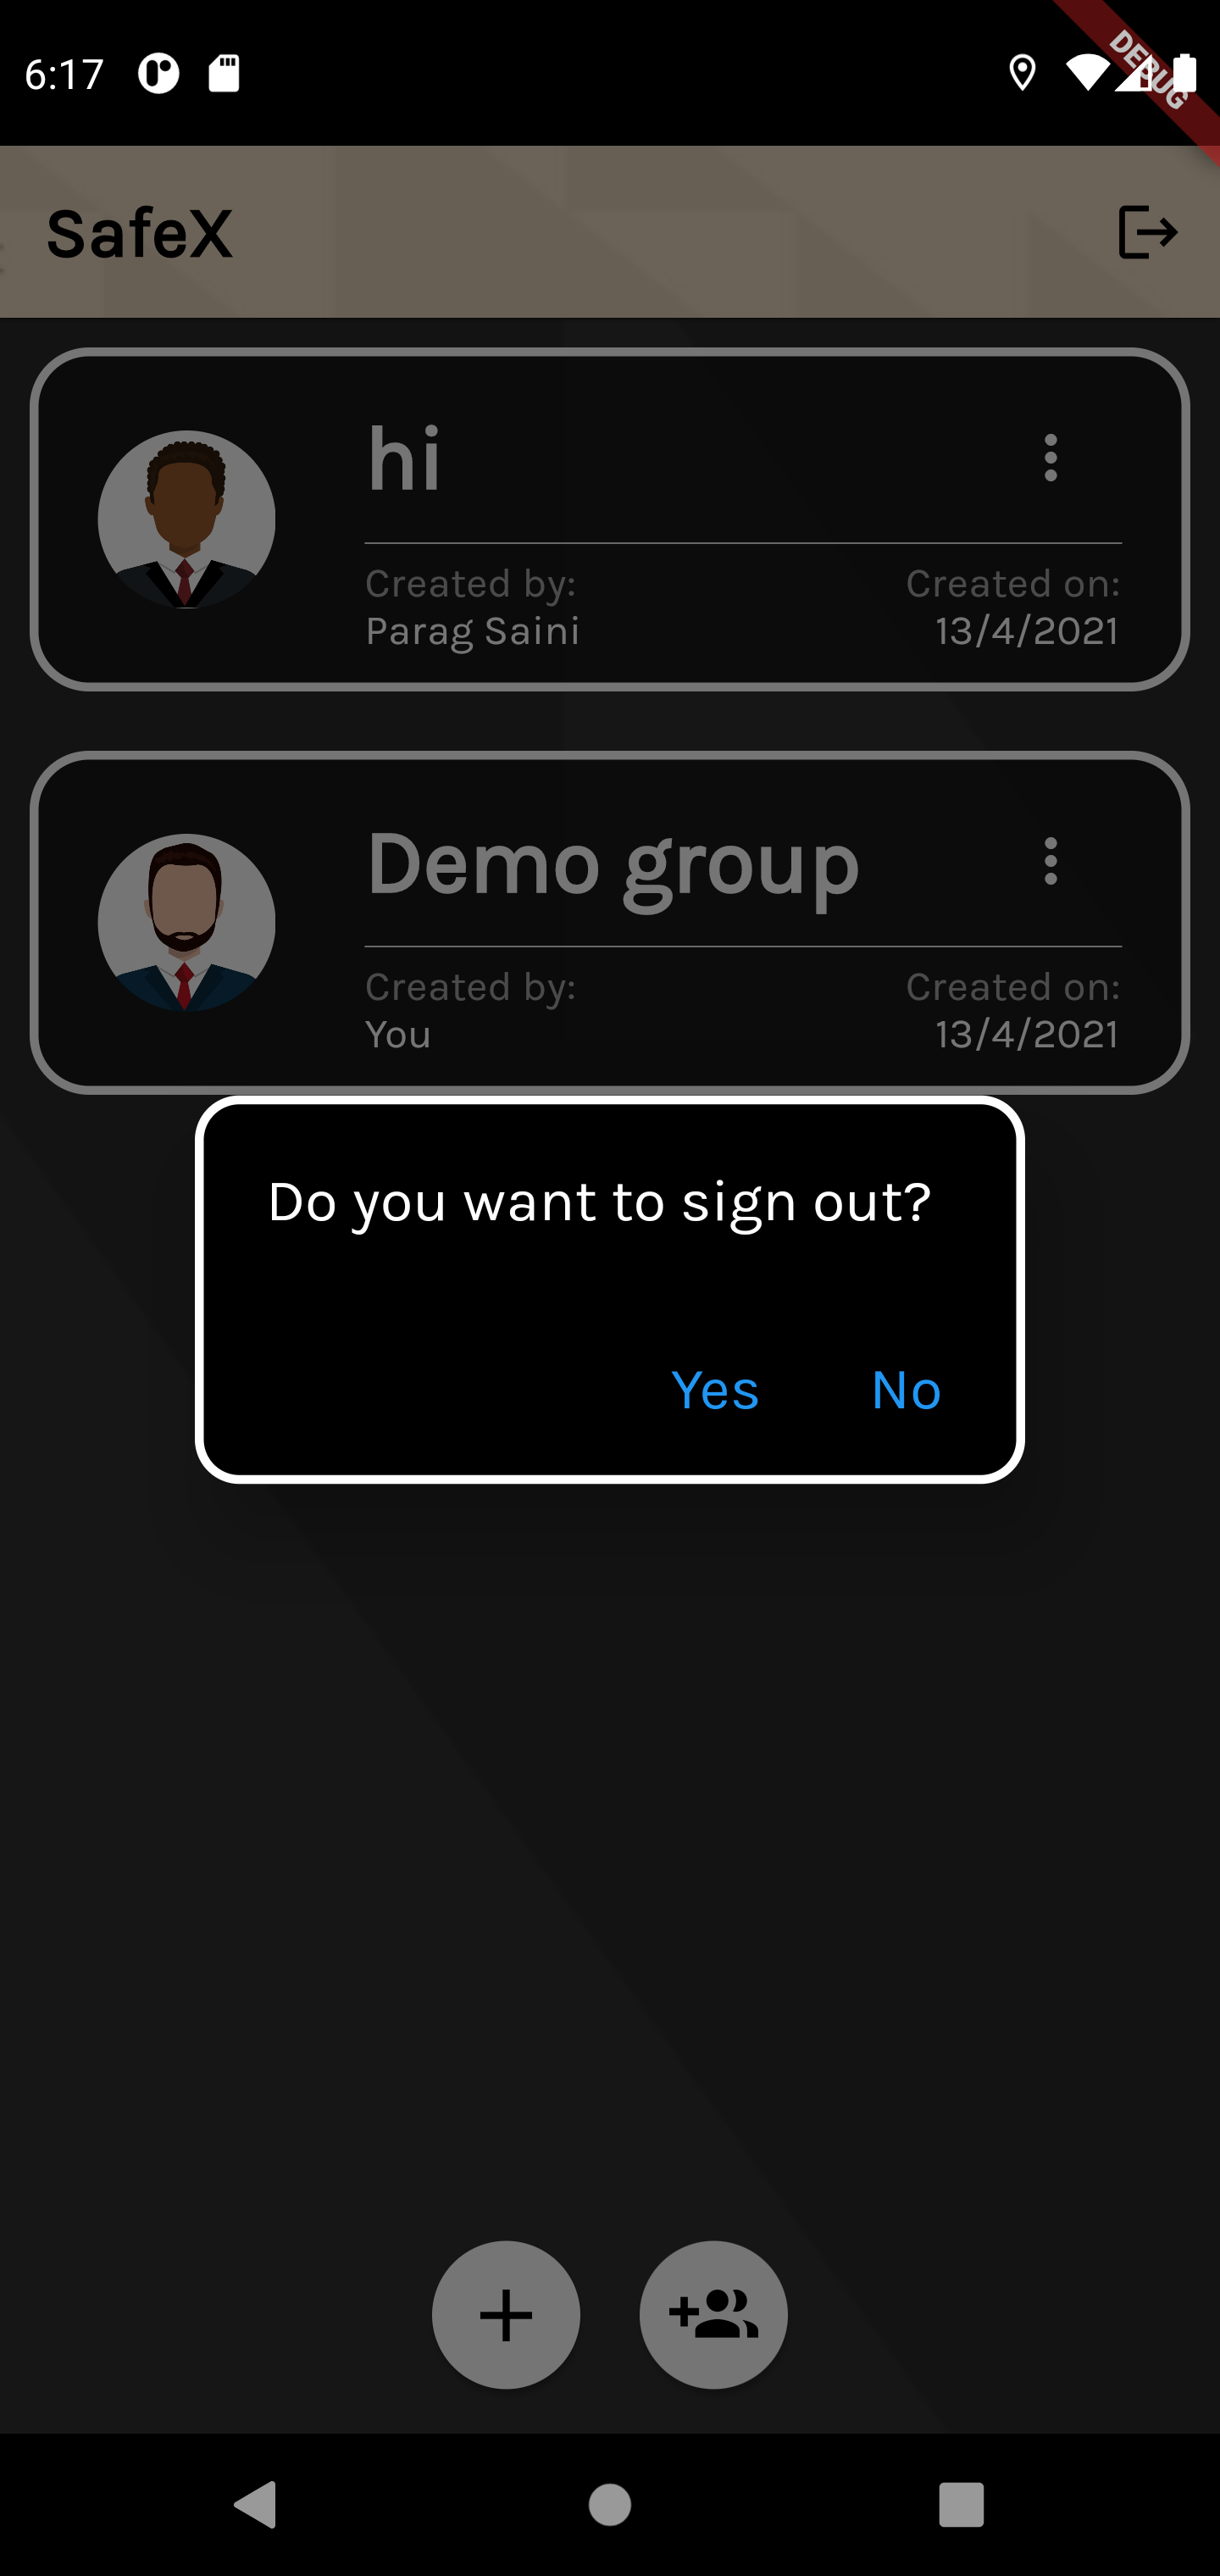 6:17
DEBUG
SafeX
hi
Created by:
Created on:
Parag Saini
13/4/2021
Demo group
Created by:
Created on:
You
13/4/2021
Do you want to sign out?
Yes
No